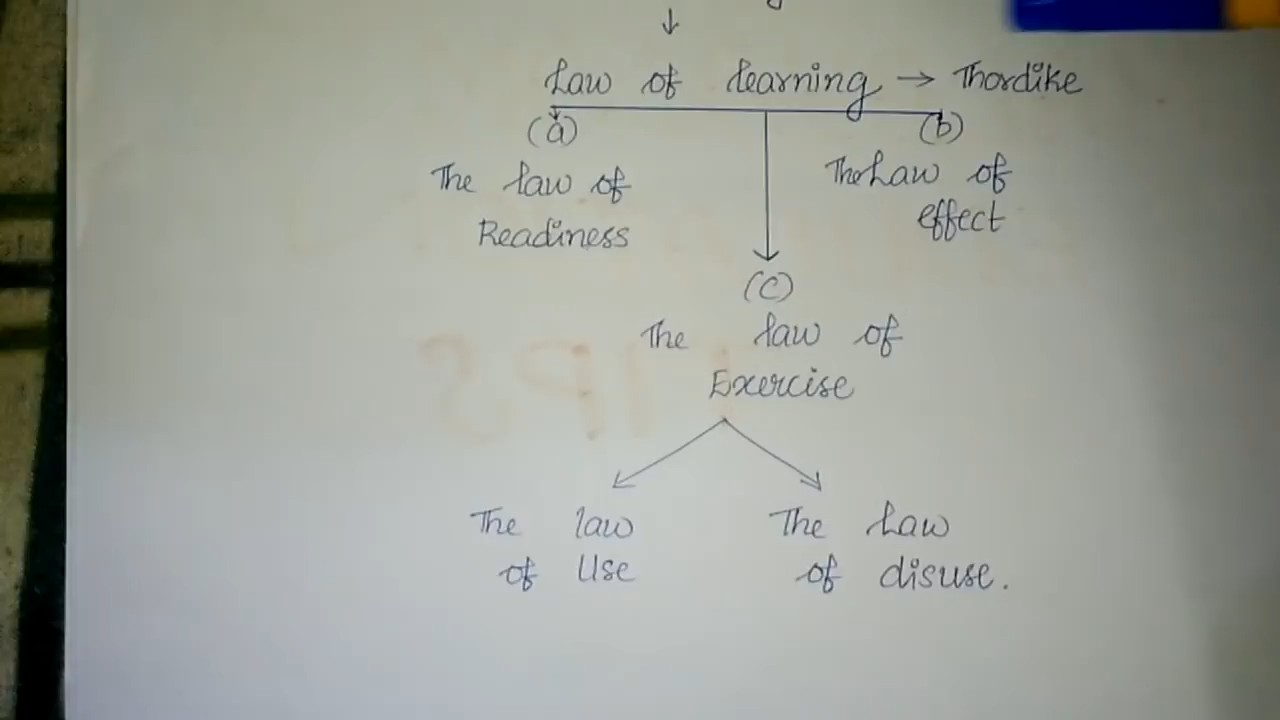 Law of learning → Thordike
(a)
(b)
The law of
Readiness
The Law of
effect
(C)
The law of
Exercise
The law
of Use
The Law
of disuse.